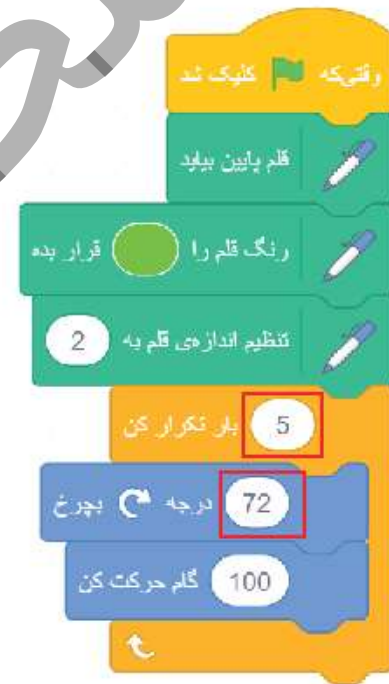 وقتی‌که کلیک شد
قلم پایین بیاید
رنگ قلم را قرار بده
تنظیم اندازه‌ی قلم به 2
5 بار تکرار کن
72 درجه بچرخ
100 گام حرکت کن